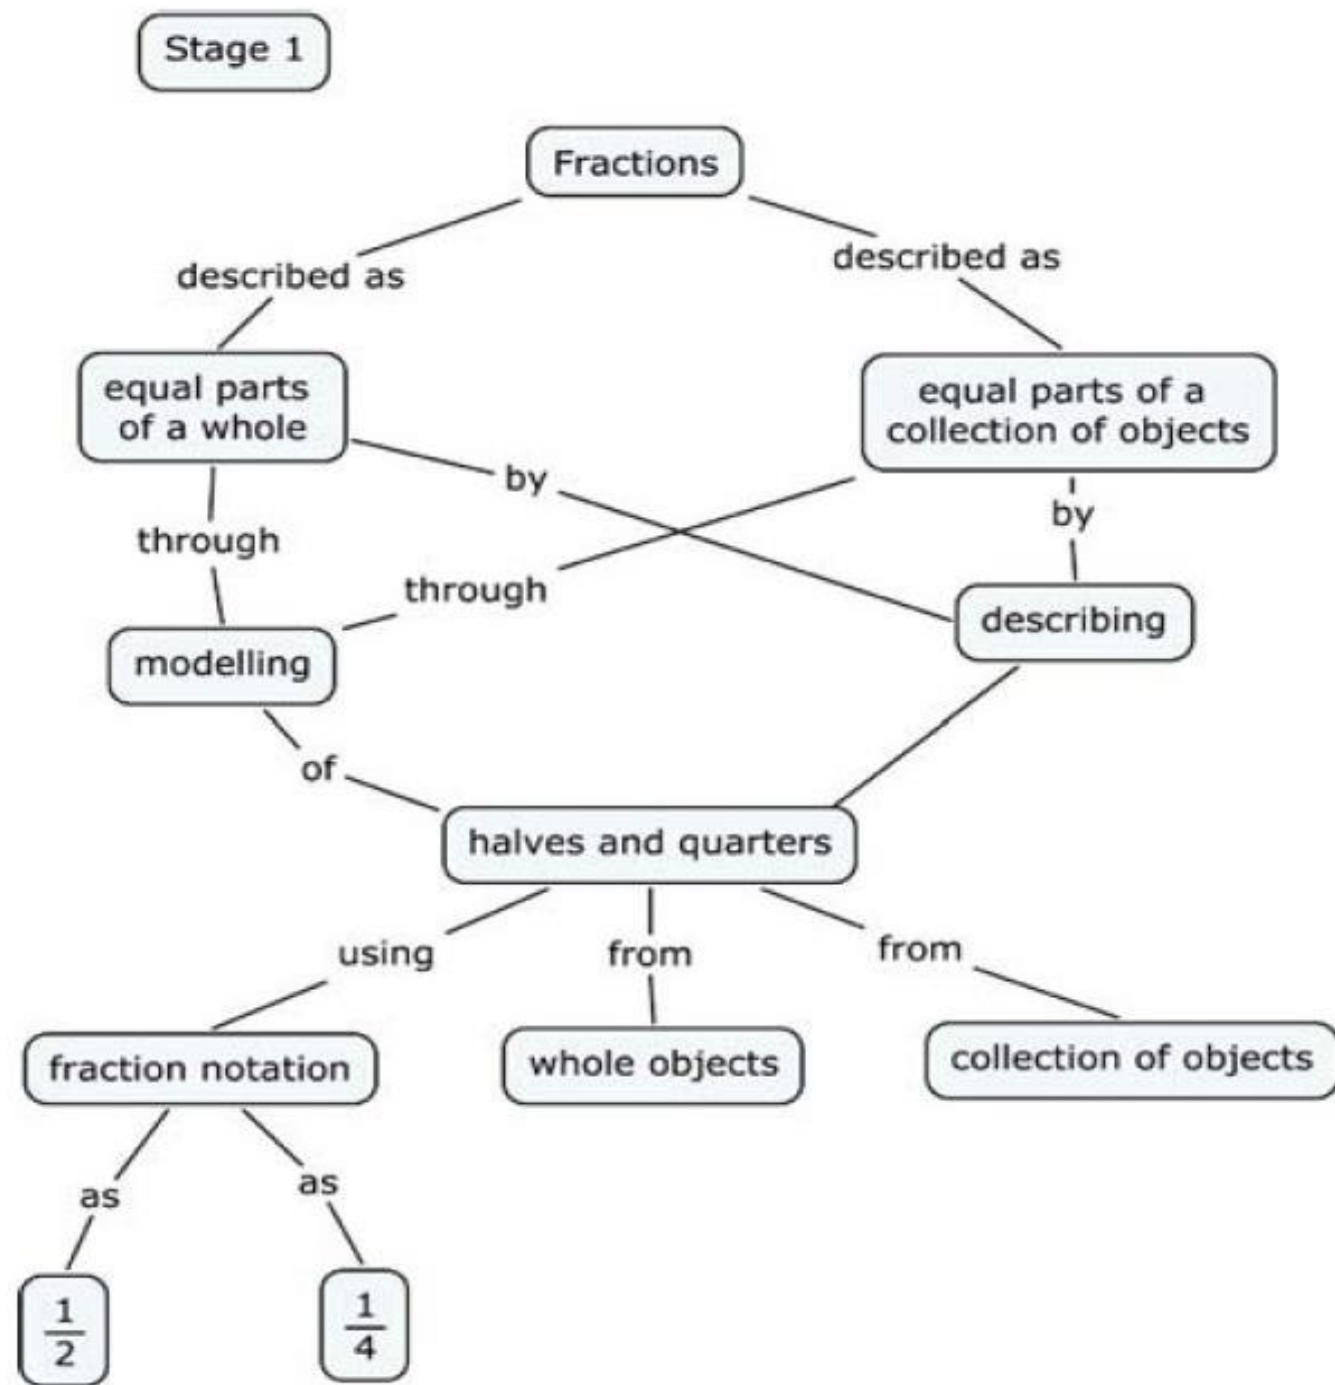 Stage 1
Fractions
described as
described as
equal parts
of a whole
equal parts of a
collection of objects
by
by
through
through
modelling
describing
of
halves and quarters
using
from
from
fraction notation
whole objects
collection of objects
as
as
1/2
1/4